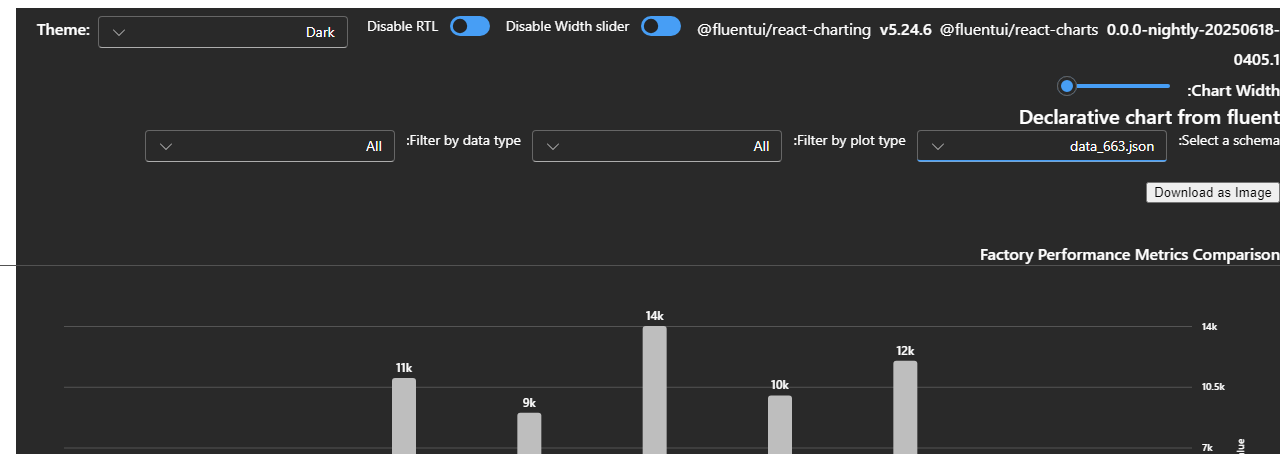 Theme: Dark Disable RTL Disable Width slider @fluentui/react-charting v5.24.6 @fluentui/react-charts 0.0.0-nightly-20250618-
0405.1
:Chart Width
Declarative chart from fluent
:Select a schema data_663.json :Filter by plot type All :Filter by data type All
Download as Image
Factory Performance Metrics Comparison
14k
14k
12k
11k
10.5k
10k
9k
7k